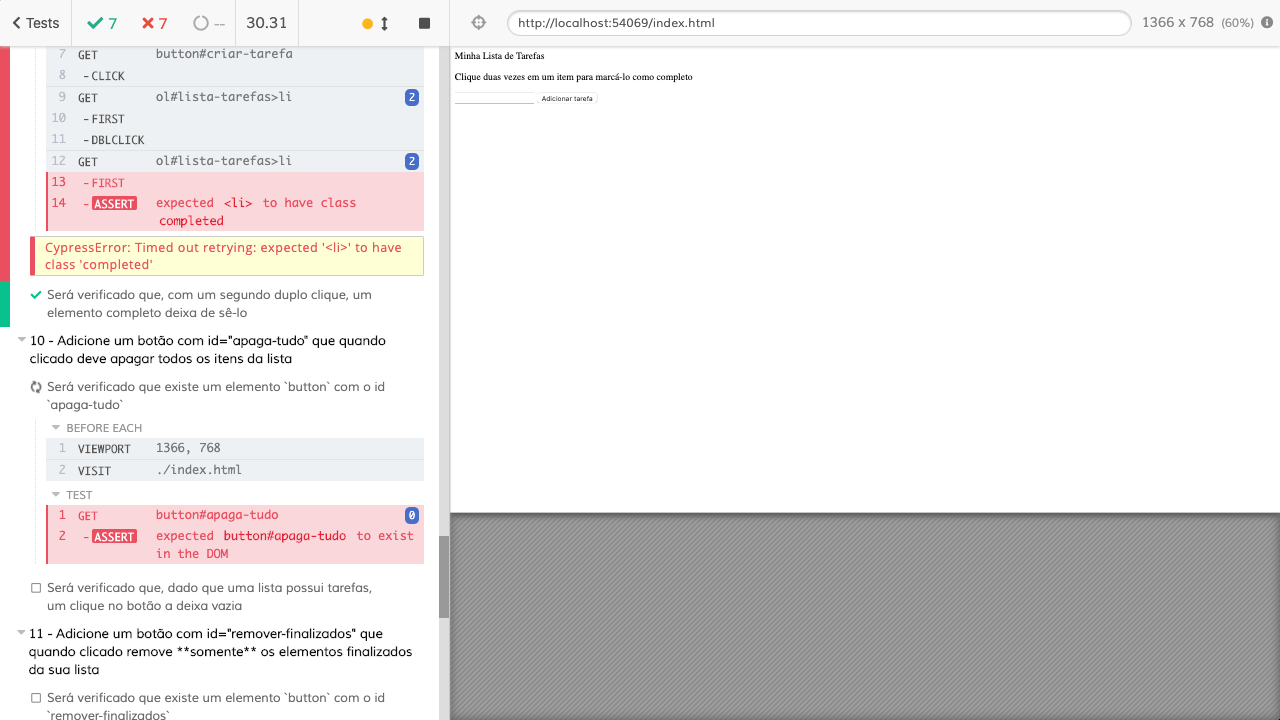 Tests 7 7 -- 30.31 http://localhost:54069/index.html 1366 x 768 (60%)
7 GET button#criar-tarefa
8 -CLICK
9 GET ol#lista-tarefas>li 2
10 -FIRST
11 -DBLCLICK
12 GET ol#lista-tarefas>li 2
13 -FIRST
14 -ASSERT expected <li> to have class
completed
CypressError: Timed out retrying: expected '<li>' to have
class 'completed'
Será verificado que, com um segundo duplo clique, um
elemento completo deixa de sê-lo
10 - Adicione um botão com id="apaga-tudo" que quando
clicado deve apagar todos os itens da lista
Será verificado que existe um elemento `button` com o id
`apaga-tudo`
BEFORE EACH
1 VIEWPORT 1366, 768
2 VISIT ./index.html
TEST
1 GET button#apaga-tudo 0
2 -ASSERT expected button#apaga-tudo to exist
in the DOM
Será verificado que, dado que uma lista possui tarefas,
um clique no botão a deixa vazia
11 - Adicione um botão com id="remover-finalizados" que
quando clicado remove **somente** os elementos finalizados
da sua lista
Será verificado que existe um elemento `button` com o id
`remover-finalizados`
Minha Lista de Tarefas
Clique duas vezes em um item para marcá-lo como completo
Adicionar tarefa